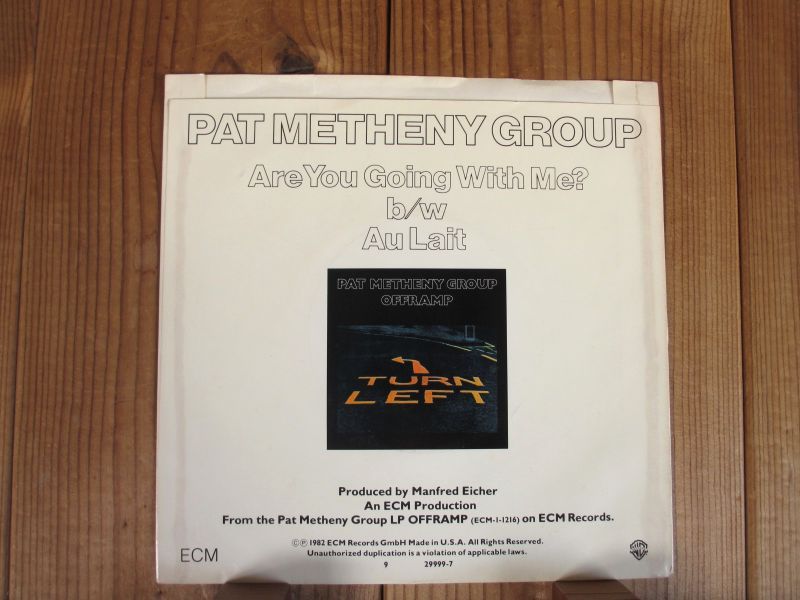 PAT METHENY GROUP
Are You Going With Me?
b/w
Au Lait
PAT METHENY GROUP
OFFRAMP
TURN
LEFT
Produced by Manfred Eicher
An ECM Production
From the Pat Metheny Group LP OFFRAMP (ECM-1-1216) on ECM Records.
©℗ 1982 ECM Records GmbH Made in U.S.A. All Rights Reserved.
Unauthorized duplication is a violation of applicable laws.
9 29999-7
ECM